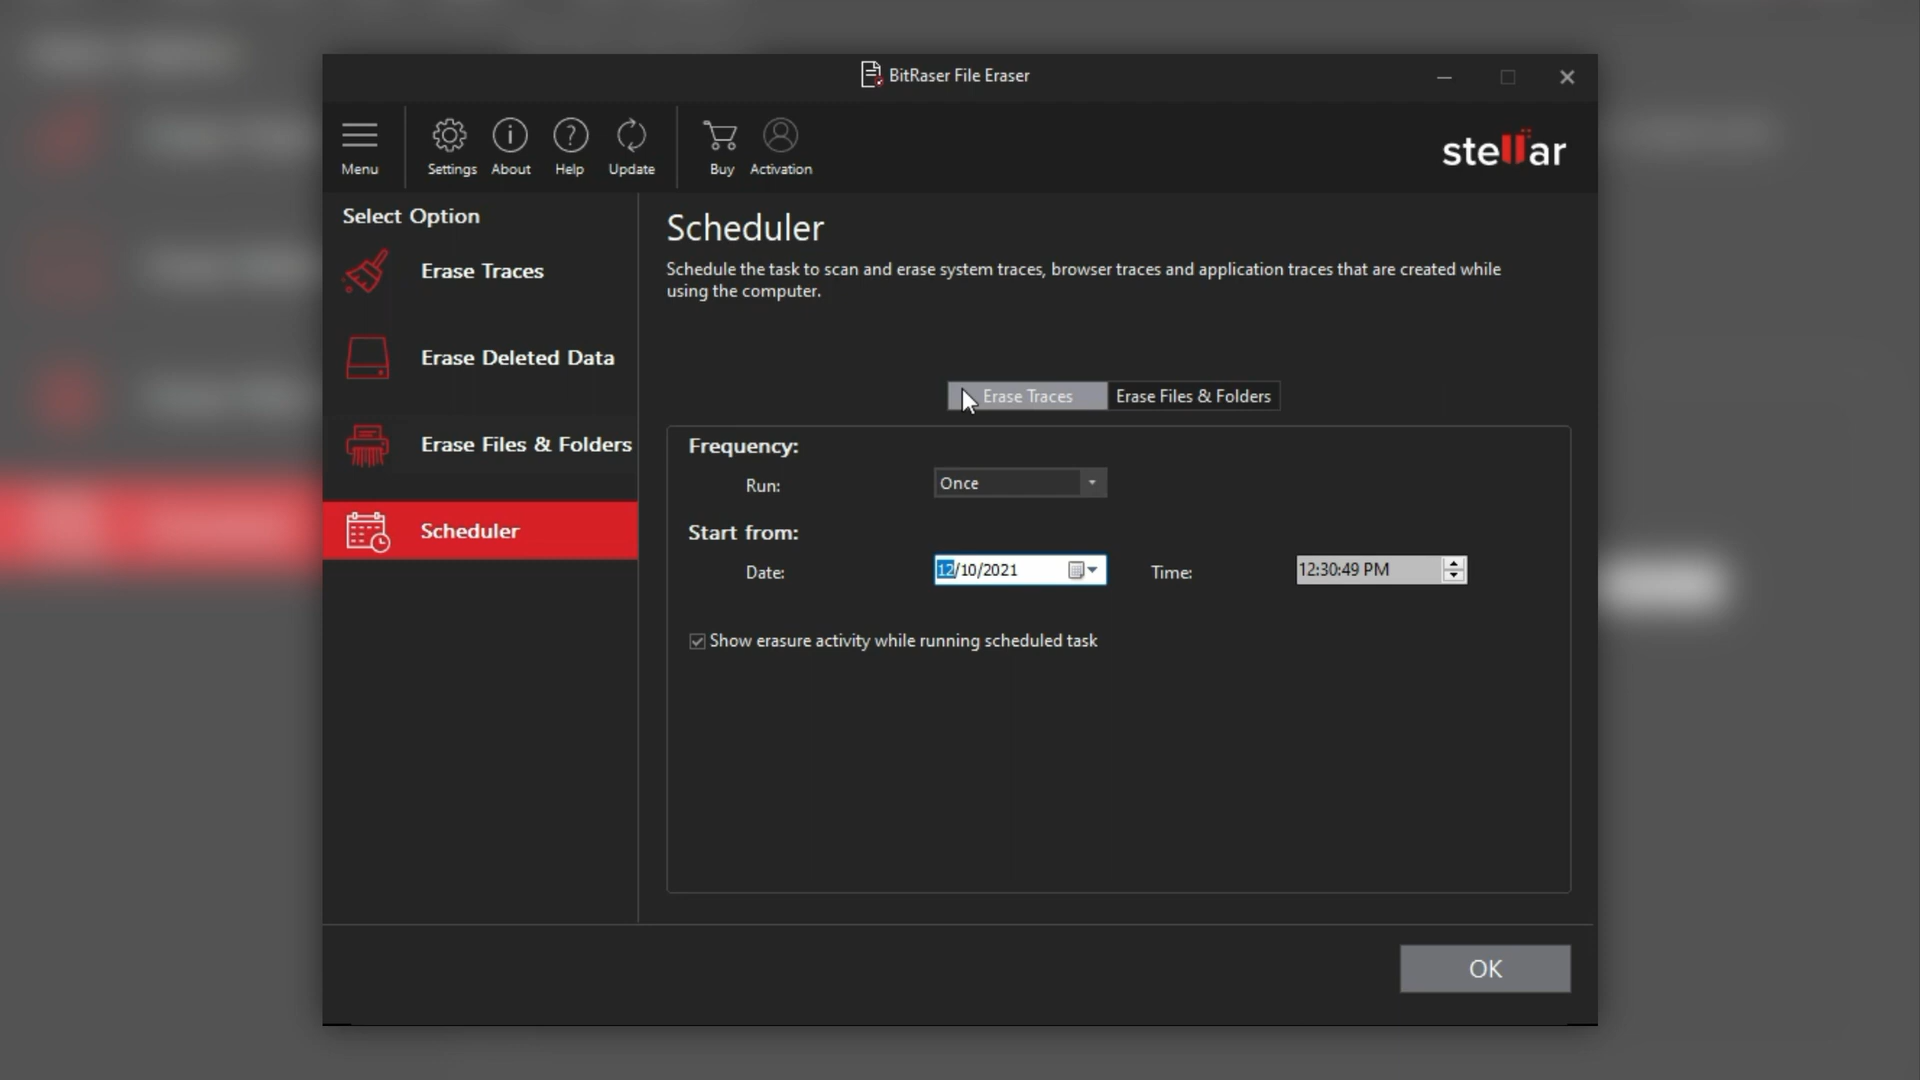 BitRaser File Eraser
Menu
Settings
About
Help
Update
Buy
Activation
stellar
Select Option
Erase Traces
Erase Deleted Data
Erase Files & Folders
Scheduler
Scheduler
Schedule the task to scan and erase system traces, browser traces and application traces that are created while
using the computer.
Erase Traces
Erase Files & Folders
Frequency:
Run:
Once
Start from:
Date:
12/10/2021
Time:
12:30:49 PM
Show erasure activity while running scheduled task
OK